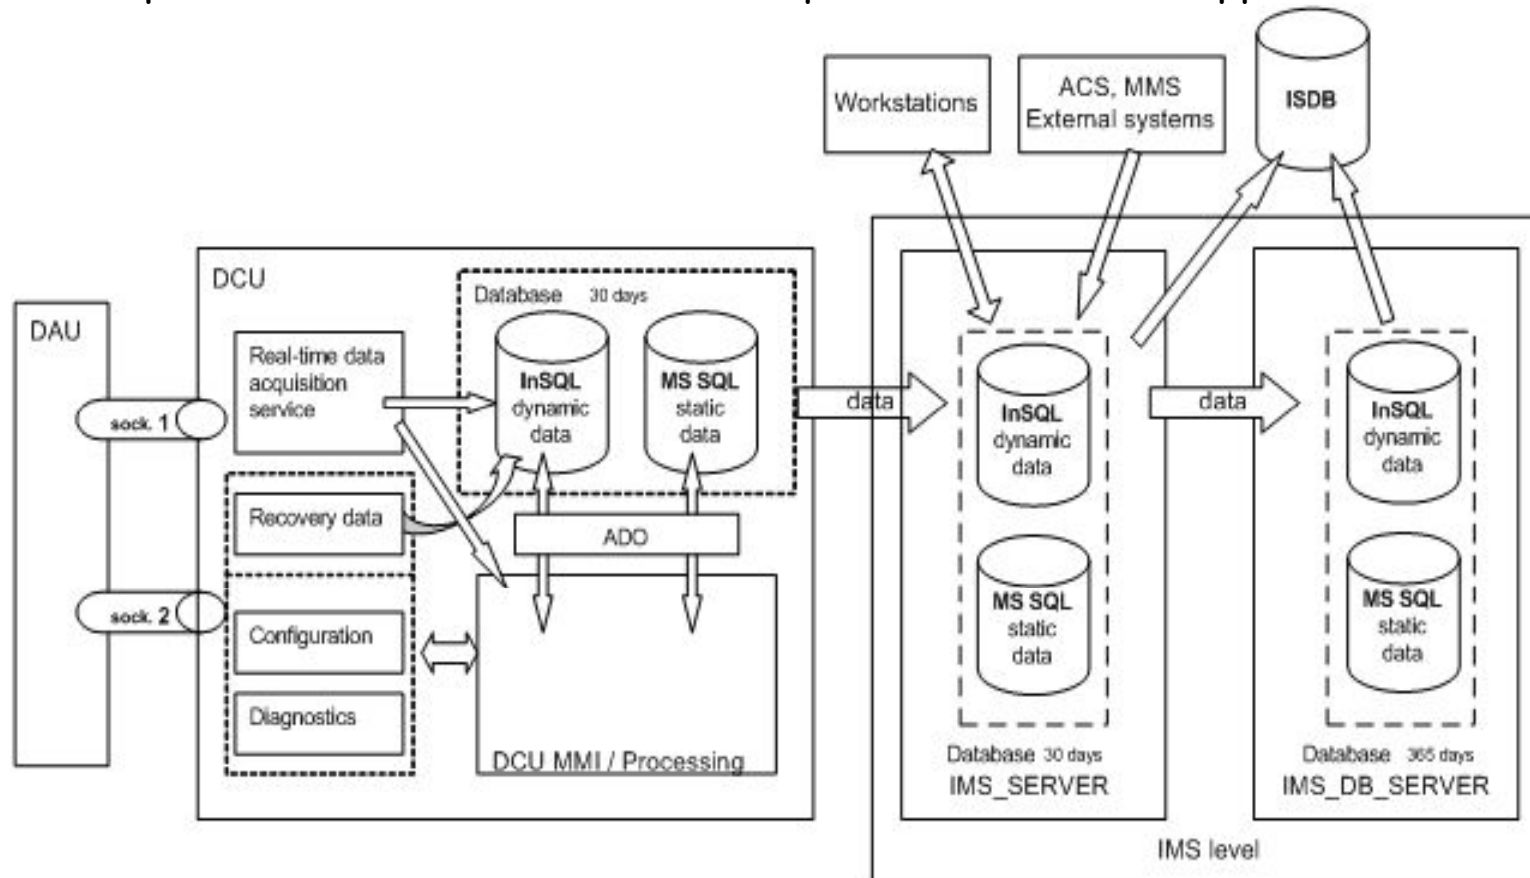 Workstations
ACS, MMS
External systems
ISDB
DAU
sock. 1
sock. 2
DCU
Real-time data
acquisition
service
Recovery data
Configuration
Diagnostics
Database 30 days
InSQL
dynamic
data
MS SQL
static
data
ADO
DCU MMI / Processing
data
InSQL
dynamic
data
MS SQL
static
data
Database 30 days
IMS_SERVER
data
InSQL
dynamic
data
MS SQL
static
data
Database 365 days
IMS_DB_SERVER
IMS level